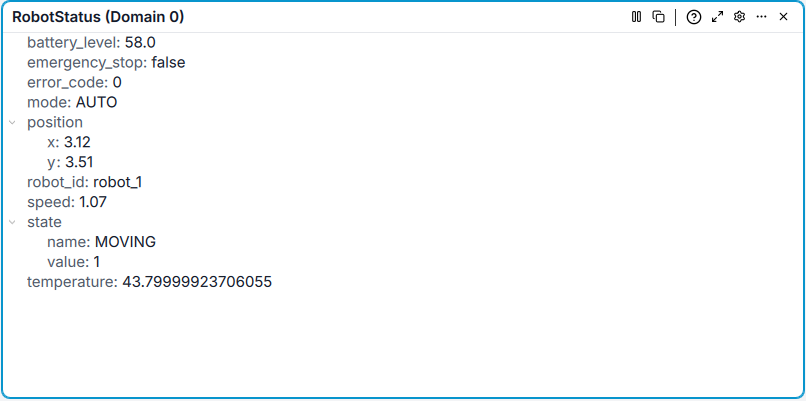 RobotStatus (Domain 0)
battery_level: 58.0
emergency_stop: false
error_code: 0
mode: AUTO
position
x: 3.12
y: 3.51
robot_id: robot_1
speed: 1.07
state
name: MOVING
value: 1
temperature: 43.79999923706055